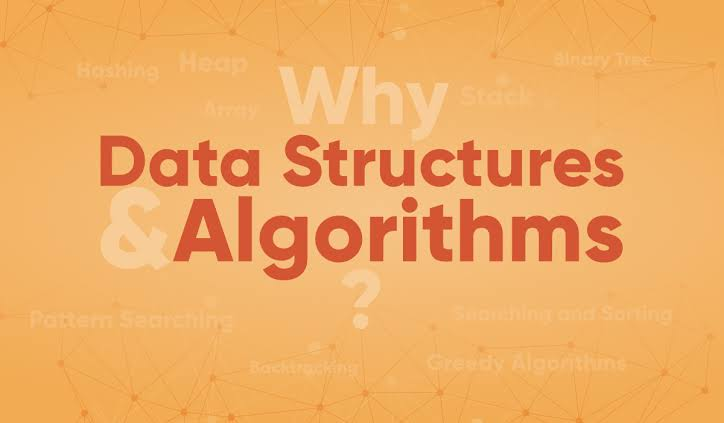 Hashing
Heap
Binary Tree
Why
Array
Stack
Data Structures
& Algorithms
?
Pattern Searching
Searching and Sorting
Backtracking
Greedy Algorithms